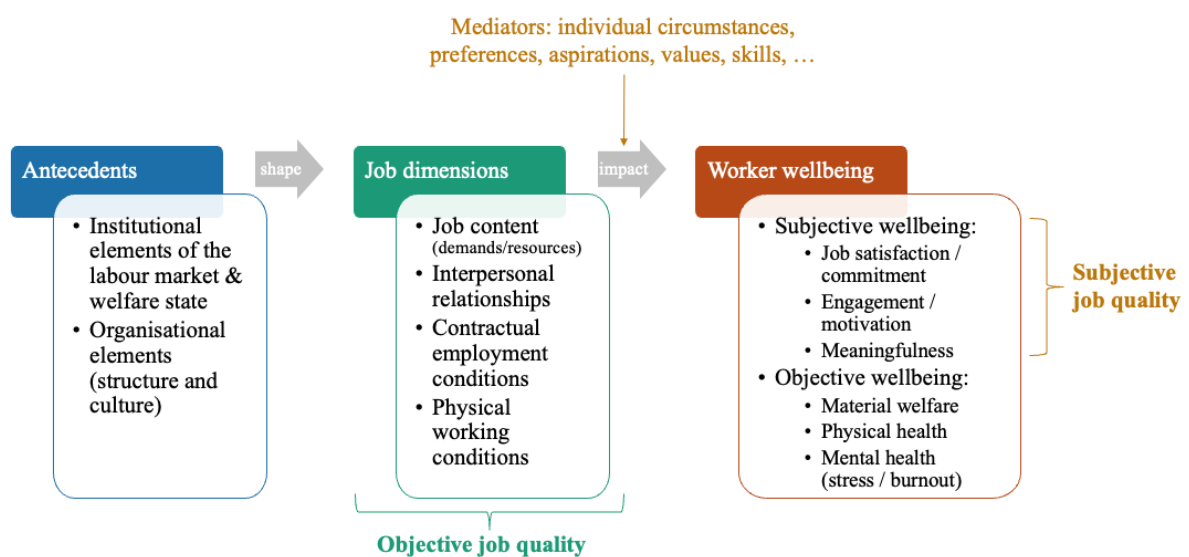 Mediators: individual circumstances,
preferences, aspirations, values, skills, …
Antecedents
shape
Job dimensions
impact
Worker wellbeing
• Institutional
elements of the
labour market &
welfare state
• Organisational
elements
(structure and
culture)
• Job content
(demands/resources)
• Interpersonal
relationships
• Contractual
employment
conditions
• Physical
working
conditions
• Subjective wellbeing:
• Job satisfaction /
commitment
• Engagement /
motivation
• Meaningfulness
• Objective wellbeing:
• Material welfare
• Physical health
• Mental health
(stress / burnout)
Subjective
job quality
Objective job quality